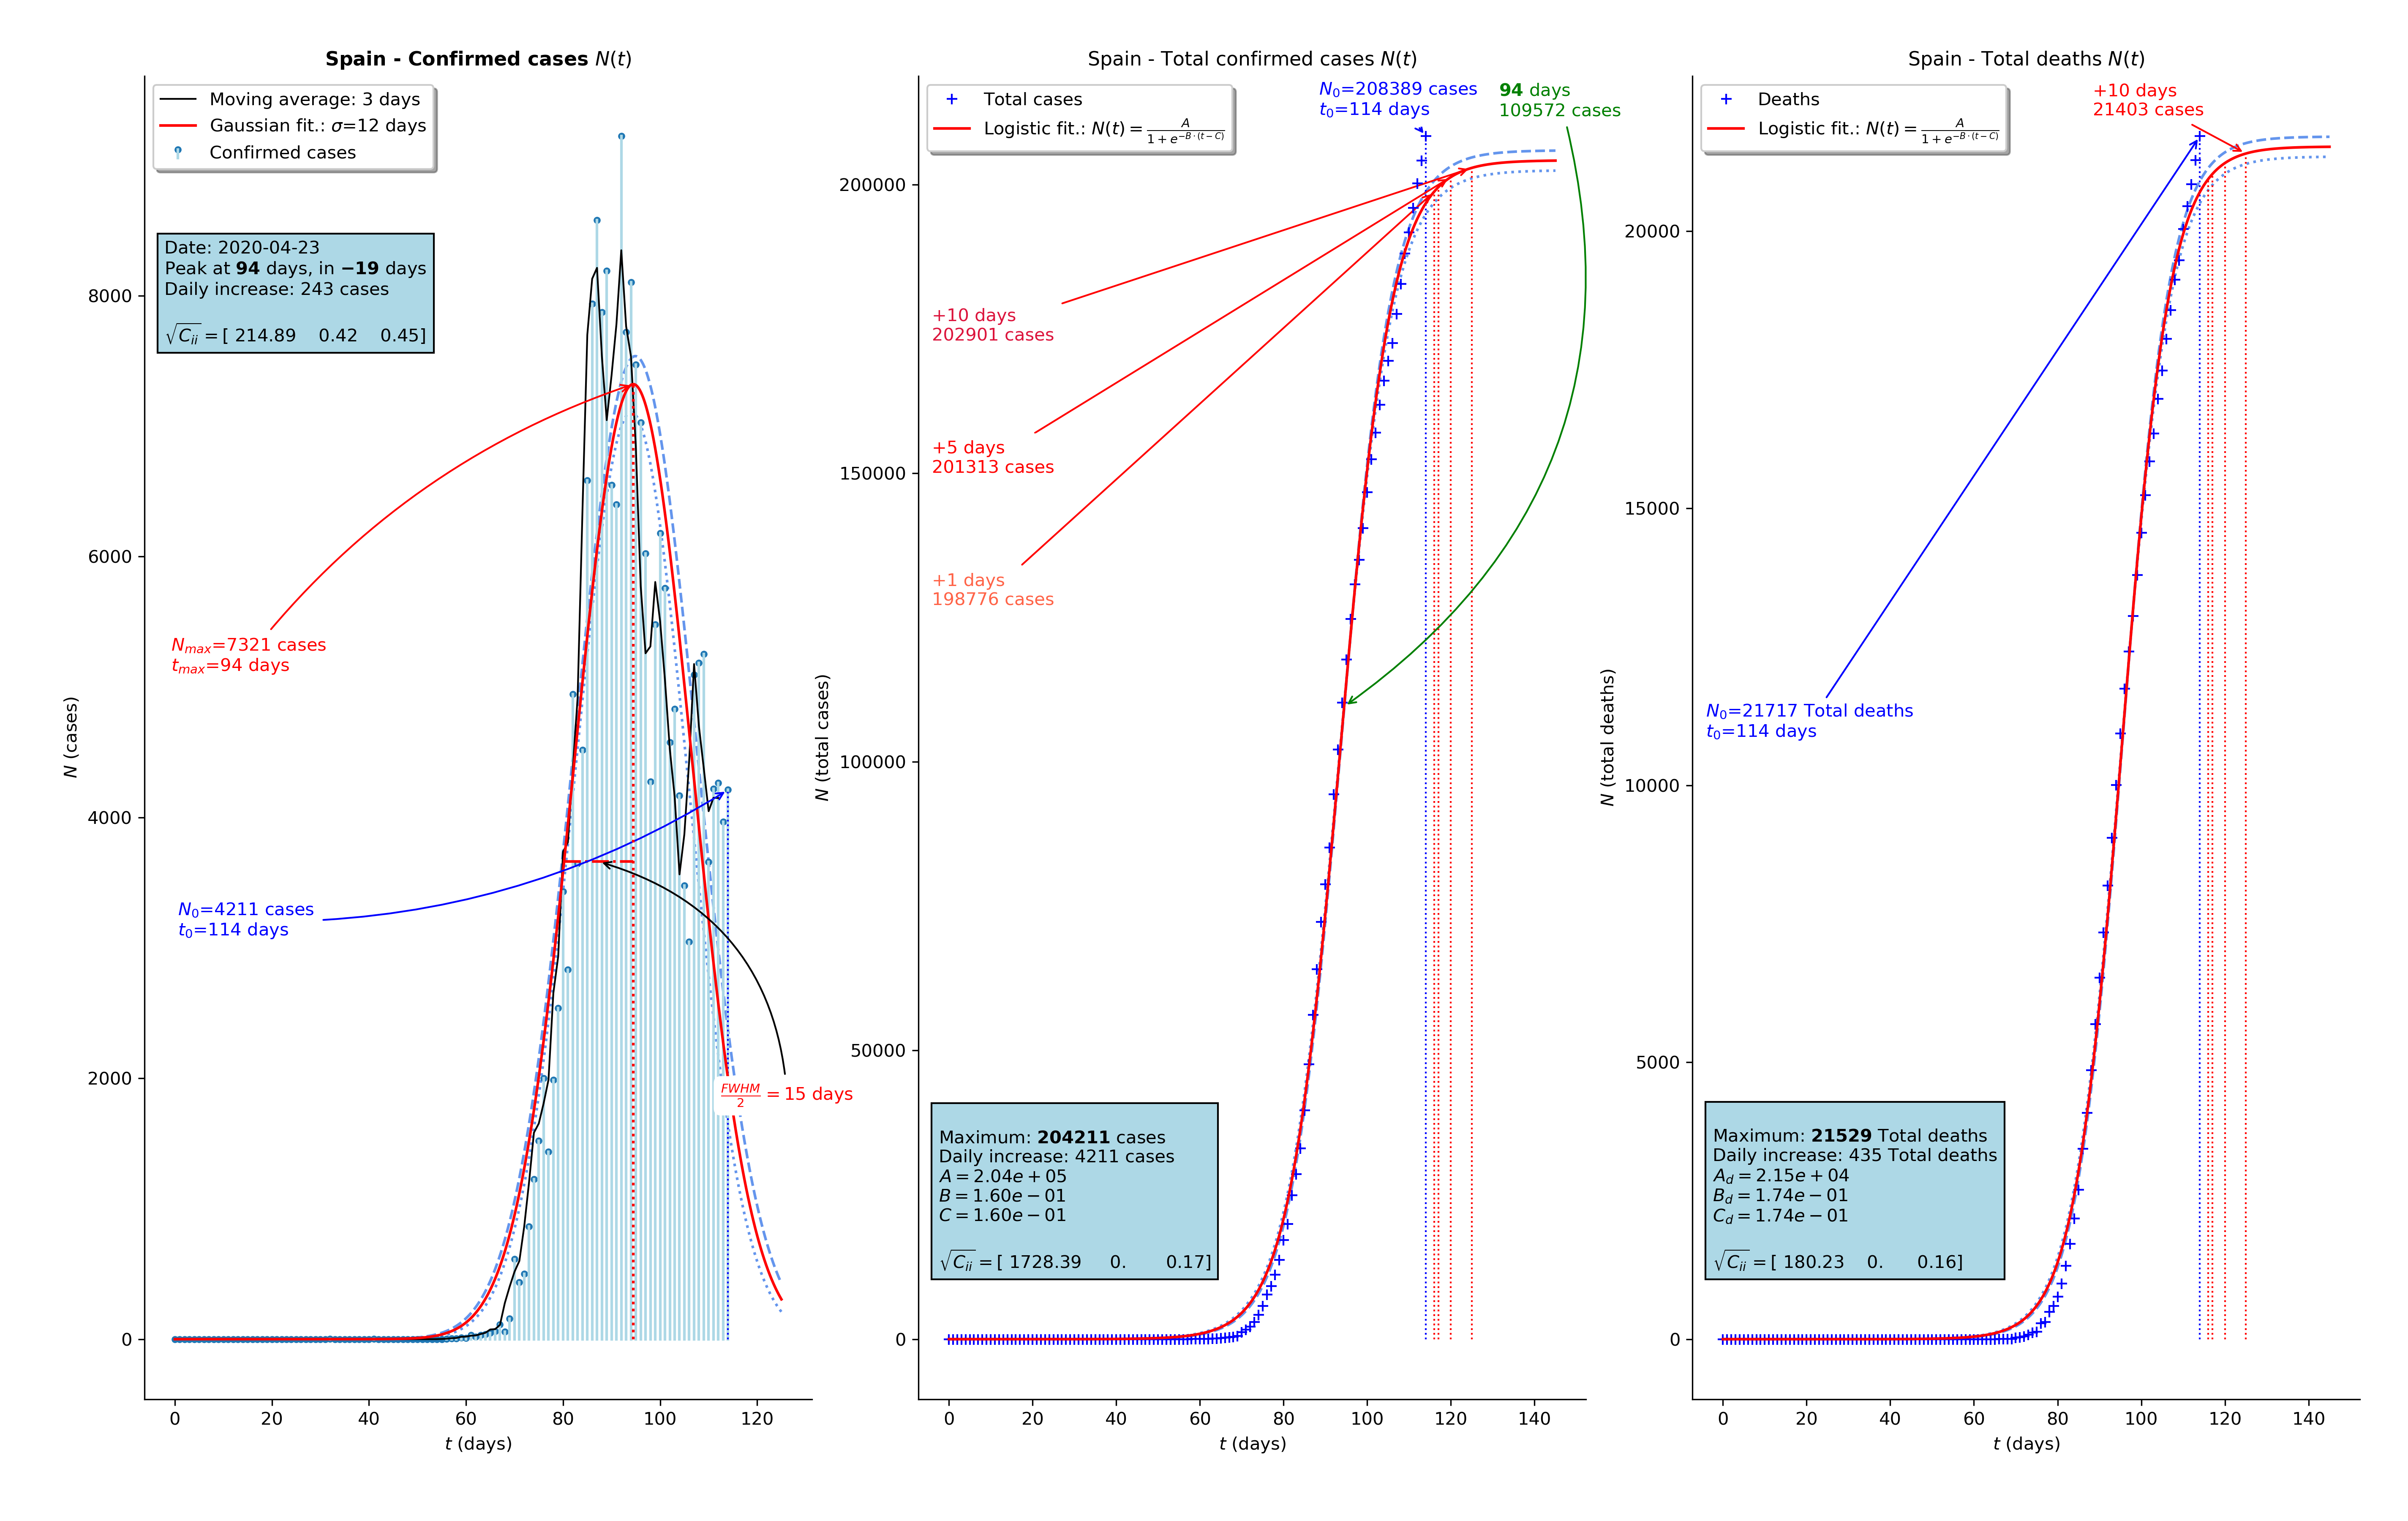 Spain - Confirmed cases N(t)
Moving average: 3 days
Gaussian fit.: σ=12 days
Confirmed cases
Date: 2020-04-23
Peak at 94 days, in −19 days
Daily increase: 243 cases
√C_ii = [ 214.89 0.42 0.45]
N_max=7321 cases
t_max=94 days
N_0=4211 cases
t_0=114 days
FWHM/2 = 15 days
N (cases)
8000
6000
4000
2000
0
0 20 40 60 80 100 120
t (days)
Spain - Total confirmed cases N(t)
Total cases
Logistic fit.: N(t) = A/(1 + e^{−B·(t−C)})
N_0=208389 cases
t_0=114 days
94 days
109572 cases
+10 days
202901 cases
+5 days
201313 cases
+1 days
198776 cases
Maximum: 204211 cases
Daily increase: 4211 cases
A = 2.04e + 05
B = 1.60e − 01
C = 1.60e − 01
√C_ii = [ 1728.39 0. 0.17]
N (total cases)
200000
150000
100000
50000
0
0 20 40 60 80 100 120 140
t (days)
Spain - Total deaths N(t)
Deaths
Logistic fit.: N(t) = A/(1 + e^{−B·(t−C)})
+10 days
21403 cases
N_0=21717 Total deaths
t_0=114 days
Maximum: 21529 Total deaths
Daily increase: 435 Total deaths
A_d = 2.15e + 04
B_d = 1.74e − 01
C_d = 1.74e − 01
√C_ii = [ 180.23 0. 0.16]
N (total deaths)
20000
15000
10000
5000
0
0 20 40 60 80 100 120 140
t (days)